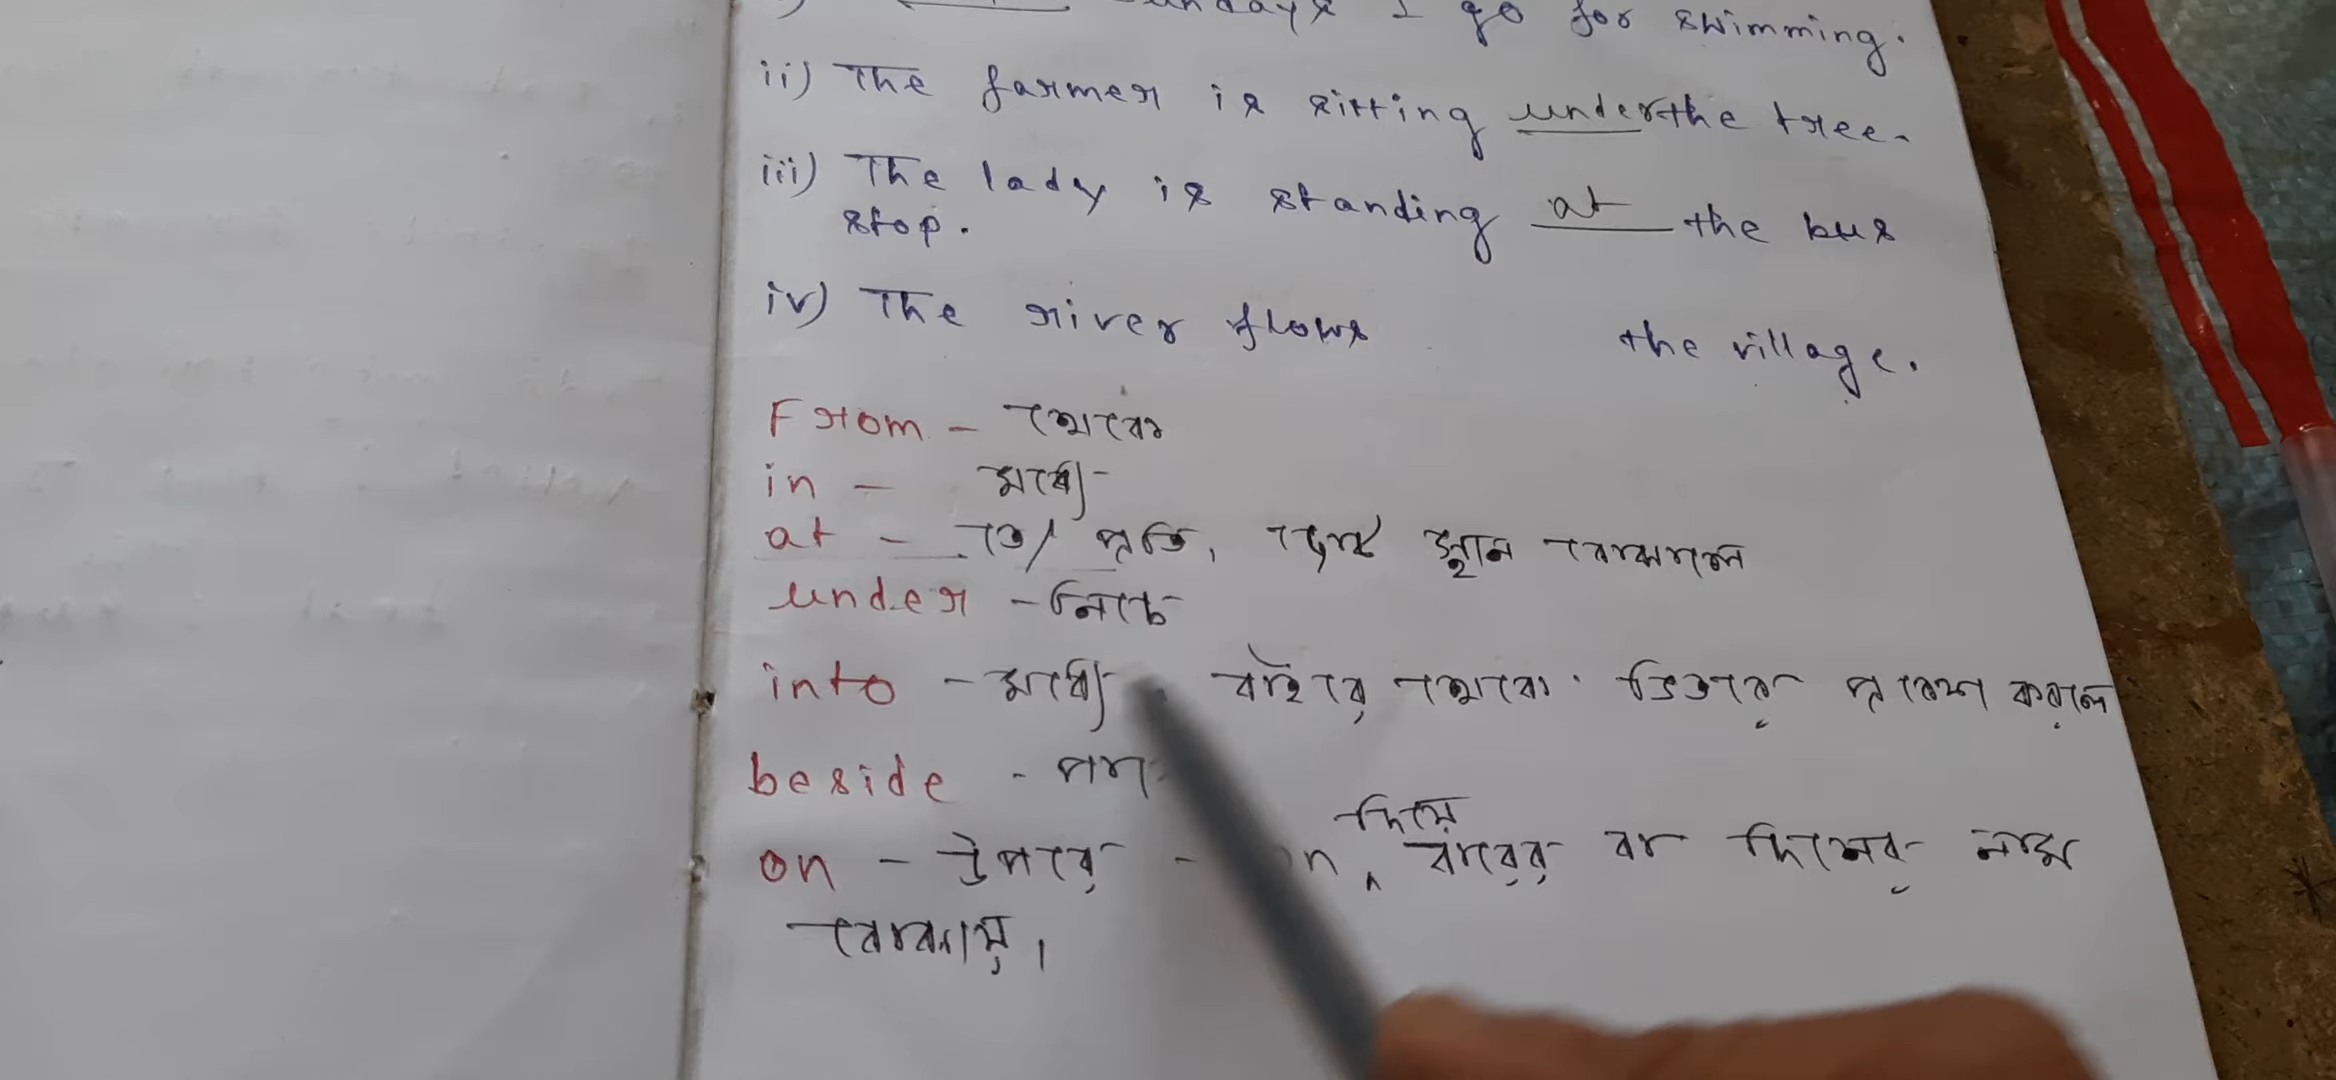 Sundays I go for swimming.
ii) The farmer is sitting under the tree.
iii) The lady is standing at the bus
stop.
iv) The river flows the village.
From - থেকে
in - মধ্যে
at - তে/ প্রতি, ছোট স্থান বোঝালে
under - নিচে
into - মধ্যে বাইরে থেকে ভিতরে প্রবেশ করলে
beside -
দিয়ে
on - উপরে - on বারের বা দিনের নাম
বোঝায়।